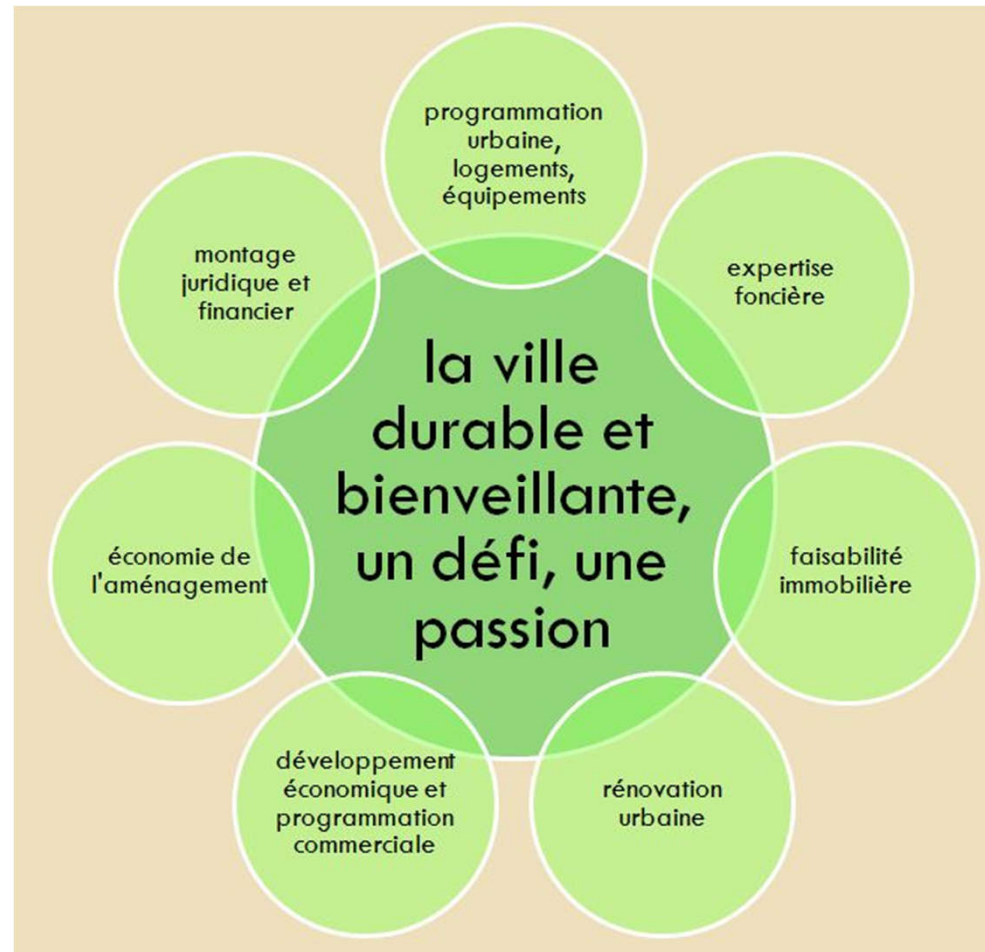 programmation
urbaine,
logements,
équipements
expertise
foncière
faisabilité
immobilière
rénovation
urbaine
développement
économique et
programmation
commerciale
économie de
l'aménagement
montage
juridique et
financier
la ville
durable et
bienveillante,
un défi, une
passion